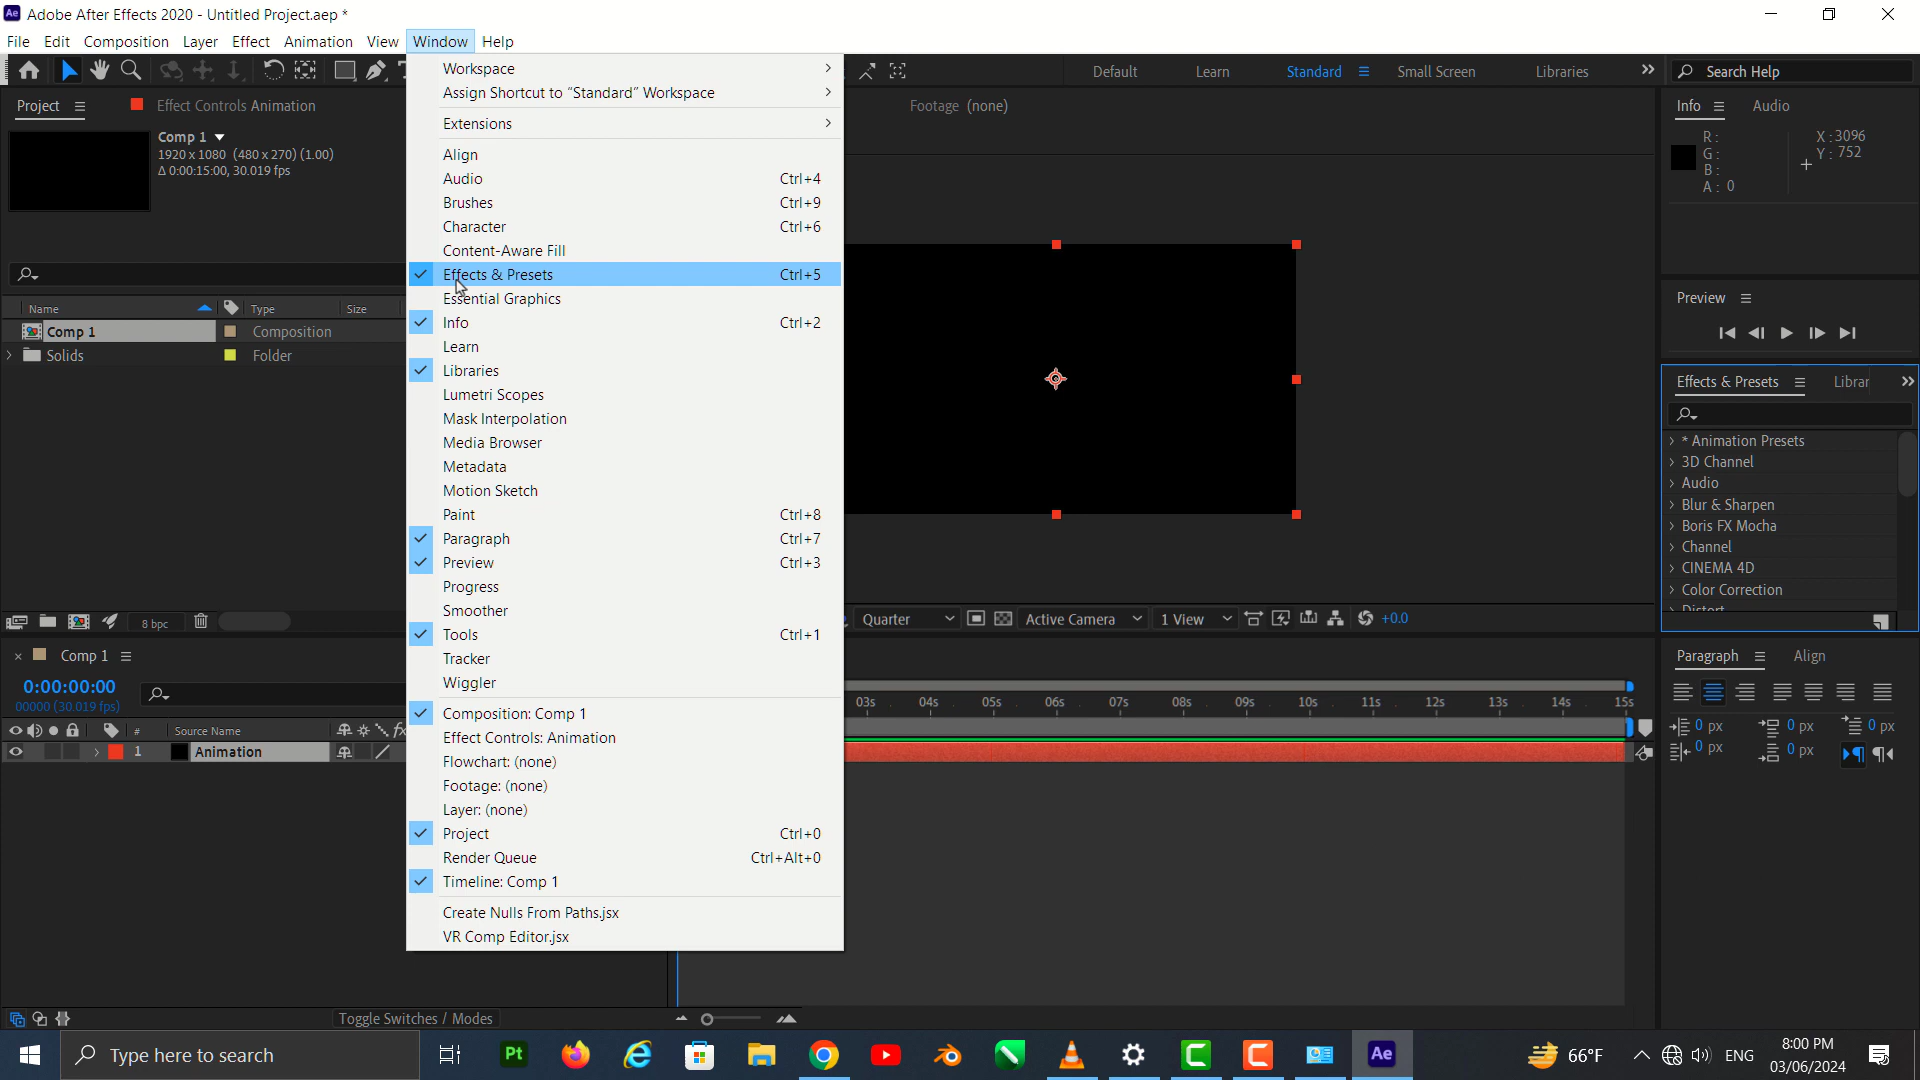 Adobe After Effects 2020 - Untitled Project.aep *
File Edit Composition Layer Effect Animation View Window Help
Default Learn Standard Small Screen Libraries Search Help
Project
Effect Controls Animation
Comp 1
1920 x 1080 (480 x 270) (1.00)
Δ 0:00:15:00, 30.019 fps
Name Type Size
Comp 1 Composition
Solids Folder
8 bpc
Workspace
Assign Shortcut to "Standard" Workspace
Extensions
Align
Audio Ctrl+4
Brushes Ctrl+9
Character Ctrl+6
Content-Aware Fill
Effects & Presets Ctrl+5
Essential Graphics
Info Ctrl+2
Learn
Libraries
Lumetri Scopes
Mask Interpolation
Media Browser
Metadata
Motion Sketch
Paint Ctrl+8
Paragraph Ctrl+7
Preview Ctrl+3
Progress
Smoother
Tools Ctrl+1
Tracker
Wiggler
Composition: Comp 1
Effect Controls: Animation
Flowchart: (none)
Footage: (none)
Layer: (none)
Project Ctrl+0
Render Queue Ctrl+Alt+0
Timeline: Comp 1
Create Nulls From Paths.jsx
VR Comp Editor.jsx
Footage (none)
Quarter Active Camera 1 View +0.0
Info Audio
R:
G:
B:
A: 0
X: 3096
Y: 752
Preview
Effects & Presets Librar
* Animation Presets
3D Channel
Audio
Blur & Sharpen
Boris FX Mocha
Channel
CINEMA 4D
Color Correction
Distort
Comp 1
0:00:00:00
00000 (30.019 fps)
# Source Name
1 Animation
03s 04s 05s 06s 07s 08s 09s 10s 11s 12s 13s 14s 15s
Toggle Switches / Modes
Paragraph Align
0 px 0 px 0 px
0 px 0 px
Type here to search
66°F ENG
8:00 PM
03/06/2024